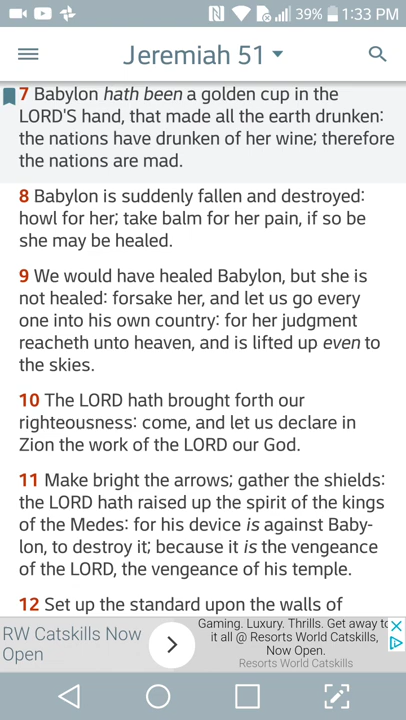 39% 1:33 PM
Jeremiah 51
7 Babylon hath been a golden cup in the
LORD'S hand, that made all the earth drunken:
the nations have drunken of her wine; therefore
the nations are mad.
8 Babylon is suddenly fallen and destroyed:
howl for her; take balm for her pain, if so be
she may be healed.
9 We would have healed Babylon, but she is
not healed: forsake her, and let us go every
one into his own country: for her judgment
reacheth unto heaven, and is lifted up even to
the skies.
10 The LORD hath brought forth our
righteousness: come, and let us declare in
Zion the work of the LORD our God.
11 Make bright the arrows; gather the shields:
the LORD hath raised up the spirit of the kings
of the Medes: for his device is against Baby-
lon, to destroy it; because it is the vengeance
of the LORD, the vengeance of his temple.
12 Set up the standard upon the walls of
RW Catskills Now
Open
Gaming. Luxury. Thrills. Get away to
it all @ Resorts World Catskills,
Now Open.
Resorts World Catskills